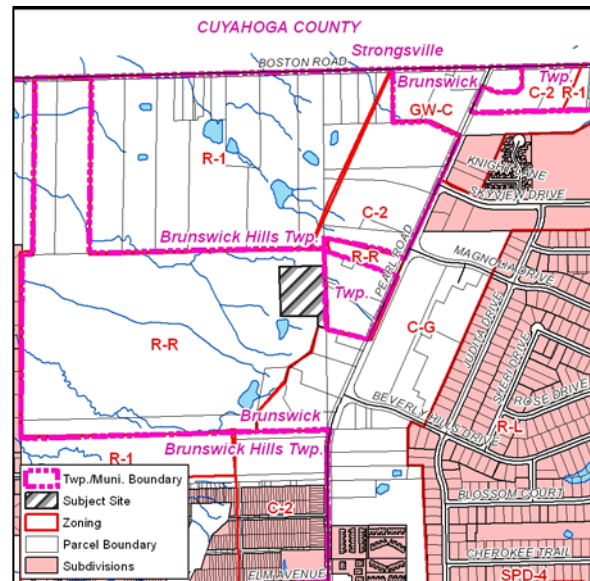 CUYAHOGA COUNTY
Strongsville
BOSTON ROAD
Brunswick
Twp.
C-2
R-1
GW-C
R-1
KNIGHT LANE
SKYVIEW DRIVE
C-2
Brunswick Hills Twp.
R-R
PEARL ROAD
MAGNOLIA DRIVE
Twp.
C-G
JUDITA DRIVE
SHERI DRIVE
R-R
ROSE DRIVE
BEVERLY HILLS DRIVE
R-L
Brunswick
Brunswick Hills Twp.
R-1
Twp./Muni. Boundary
Subject Site
Zoning
Parcel Boundary
Subdivisions
C-2
BLOSSOM COURT
CHEROKEE TRAIL
ELM AVENUE
SPD-4